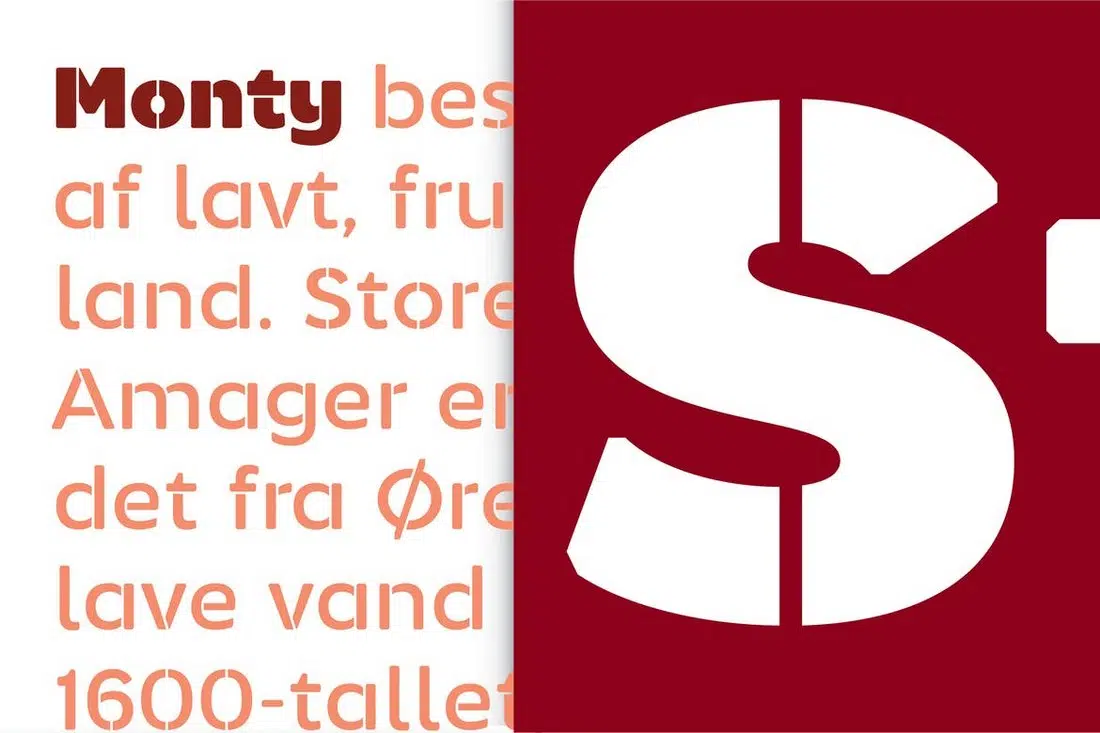 Monty bes
af lavt, fru
land. Store
Amager er
det fra Øre
lave vand
1600-tallet
S